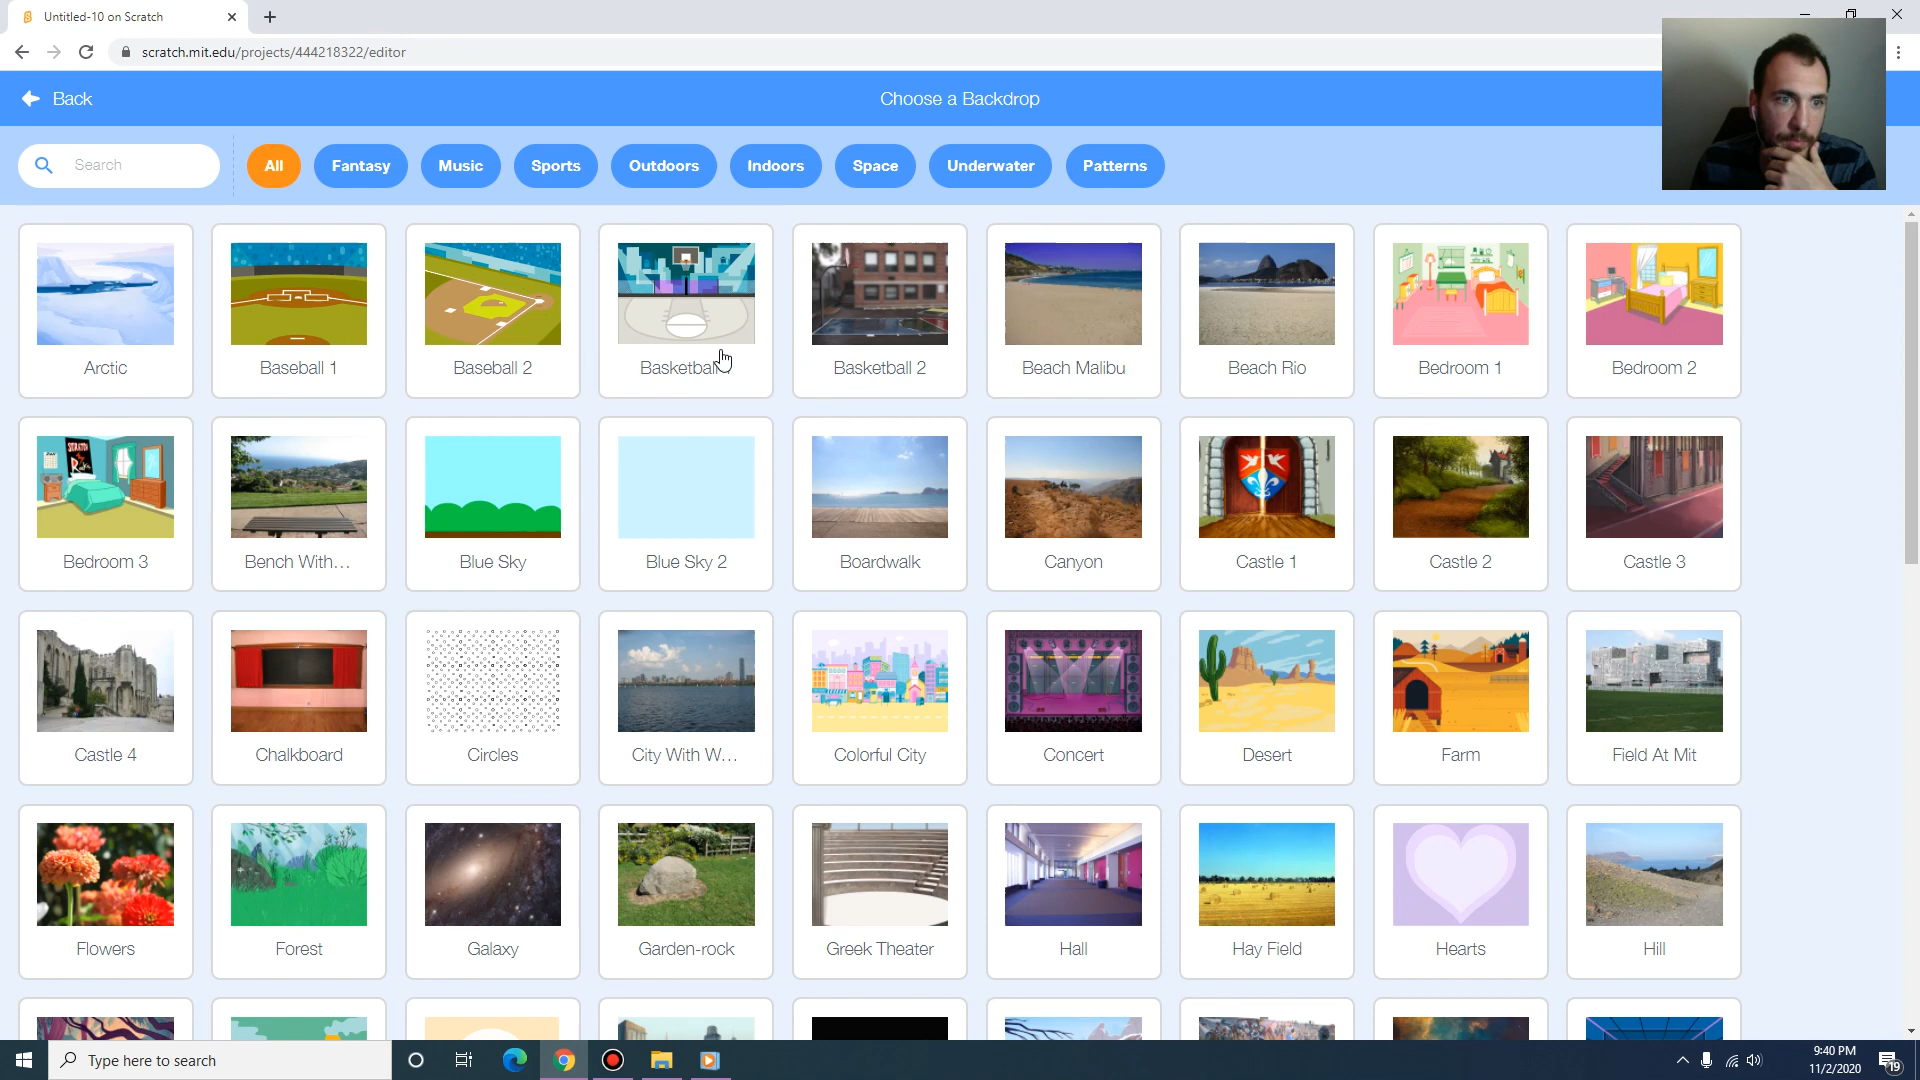 Untitled-10 on Scratch
scratch.mit.edu/projects/444218322/editor
Back
Choose a Backdrop
Search
All
Fantasy
Music
Sports
Outdoors
Indoors
Space
Underwater
Patterns
Arctic
Baseball 1
Baseball 2
Basketball
Basketball 2
Beach Malibu
Beach Rio
Bedroom 1
Bedroom 2
Bedroom 3
Bench With...
Blue Sky
Blue Sky 2
Boardwalk
Canyon
Castle 1
Castle 2
Castle 3
Castle 4
Chalkboard
Circles
City With W...
Colorful City
Concert
Desert
Farm
Field At Mit
Flowers
Forest
Galaxy
Garden-rock
Greek Theater
Hall
Hay Field
Hearts
Hill
Type here to search
9:40 PM
11/2/2020
19